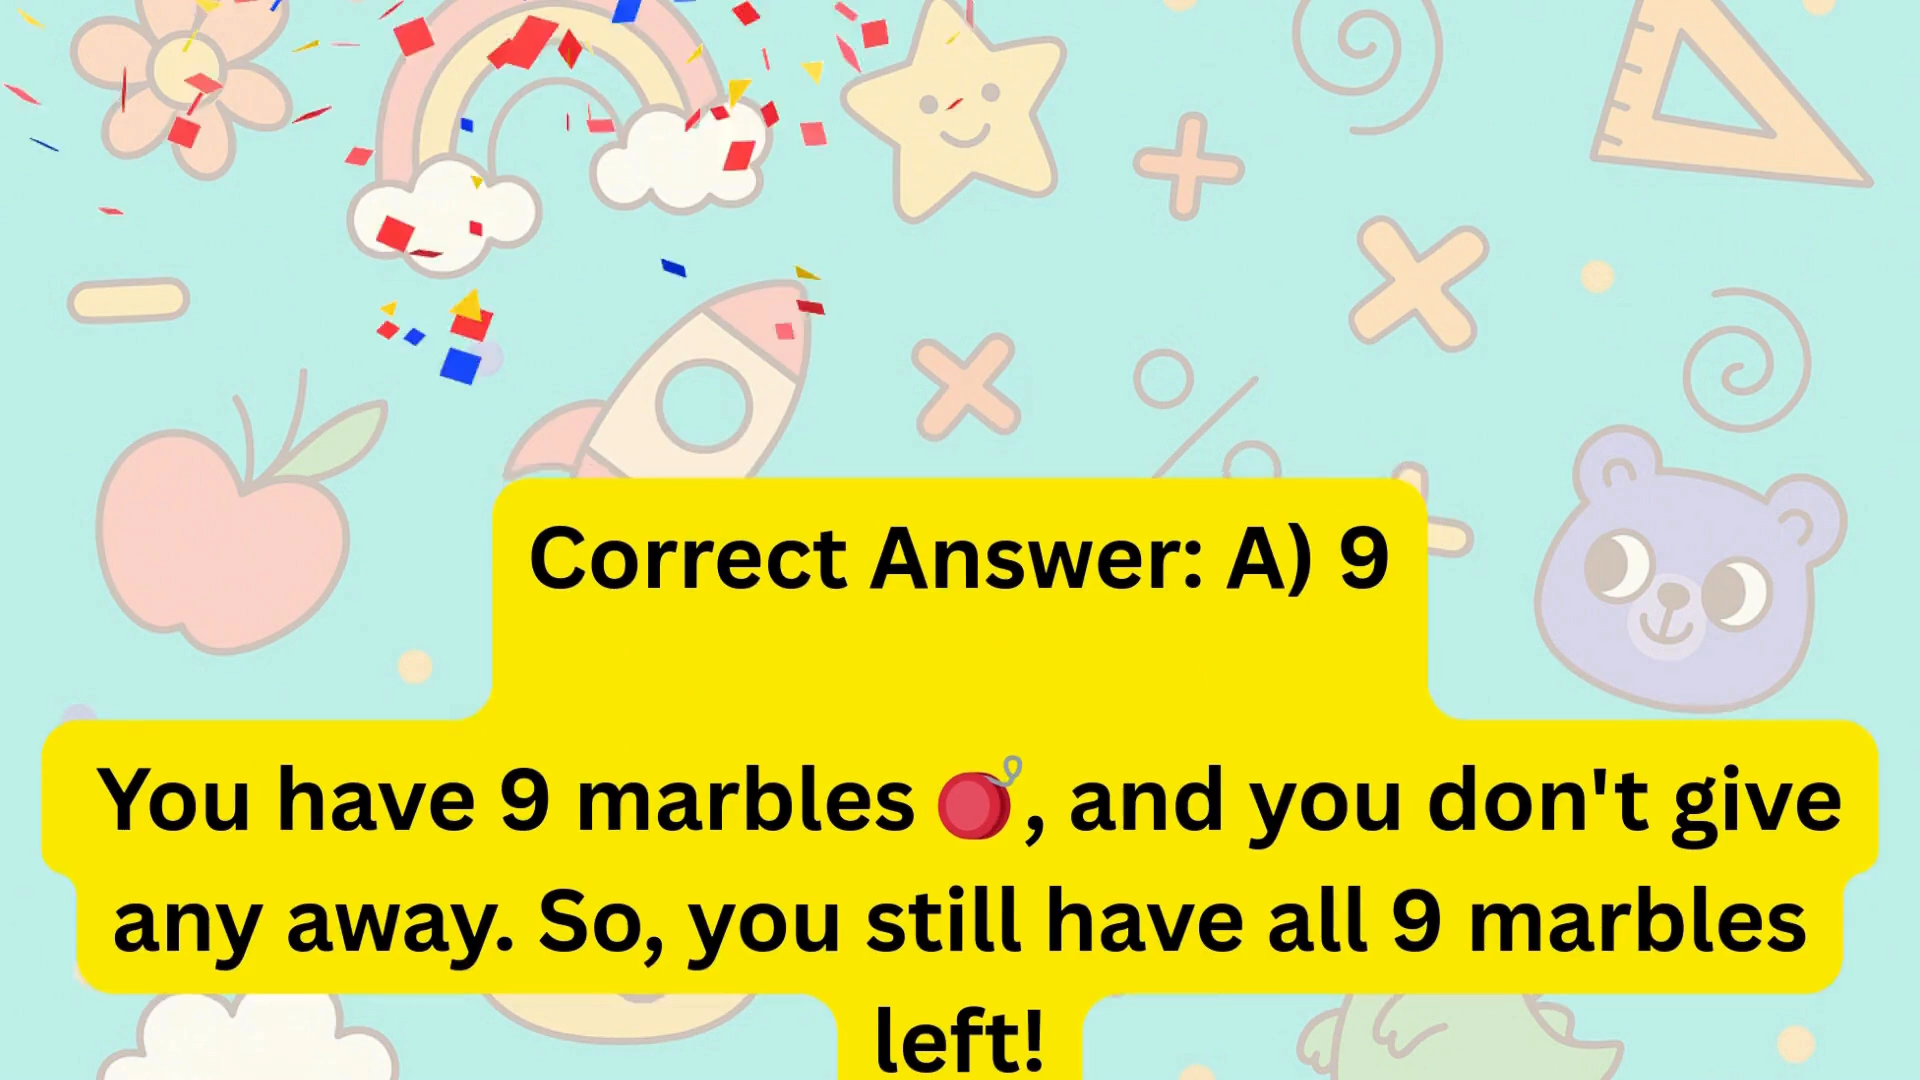 Correct Answer: A) 9
You have 9 marbles , and you don't give
any away. So, you still have all 9 marbles
left!